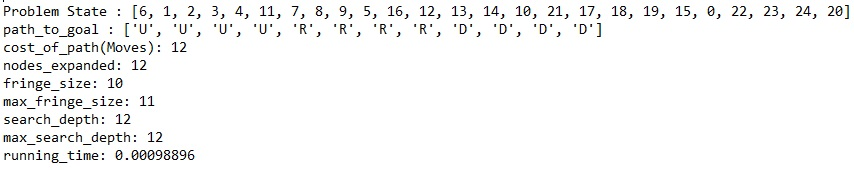 Problem State : [6, 1, 2, 3, 4, 11, 7, 8, 9, 5, 16, 12, 13, 14, 10, 21, 17, 18, 19, 15, 0, 22, 23, 24, 20]
path_to_goal : ['U', 'U', 'U', 'U', 'R', 'R', 'R', 'R', 'D', 'D', 'D', 'D']
cost_of_path(Moves): 12
nodes_expanded: 12
fringe_size: 10
max_fringe_size: 11
search_depth: 12
max_search_depth: 12
running_time: 0.00098896